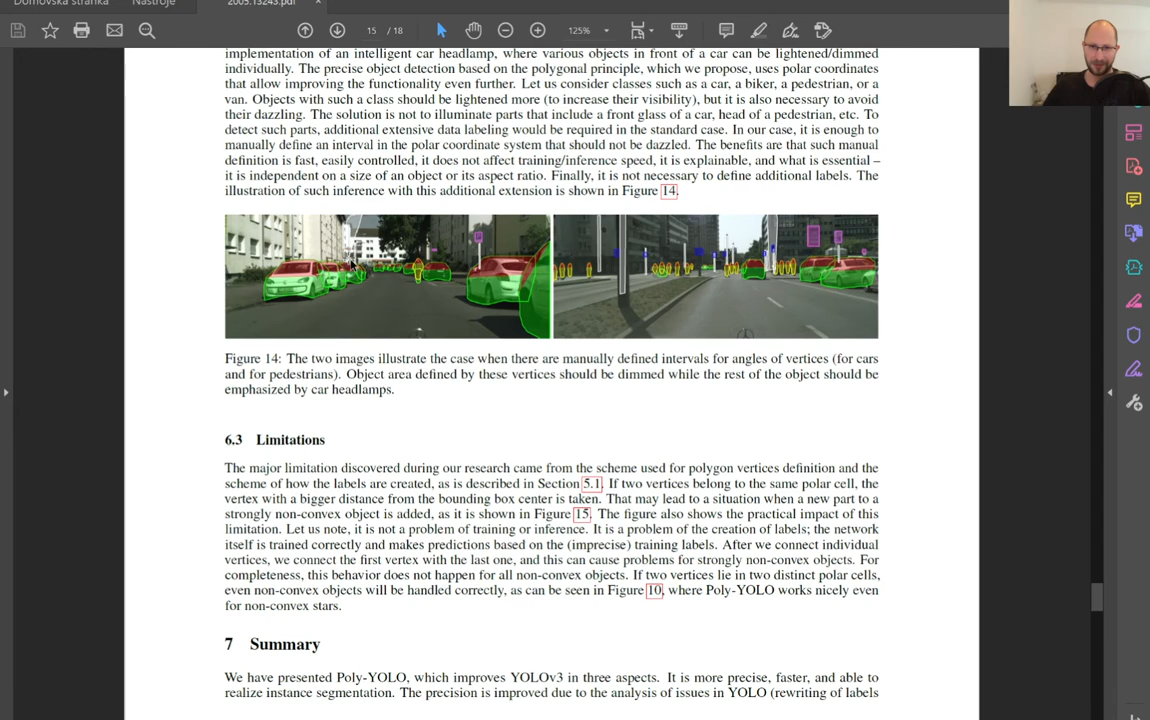 Domovská stránka
Nástroje
2005.13243.pdf
×
15 / 18
125%
implementation of an intelligent car headlamp, where various objects in front of a car can be lightened/dimmed
individually. The precise object detection based on the polygonal principle, which we propose, uses polar coordinates
that allow improving the functionality even further. Let us consider classes such as a car, a biker, a pedestrian, or a
van. Objects with such a class should be lightened more (to increase their visibility), but it is also necessary to avoid
their dazzling. The solution is not to illuminate parts that include a front glass of a car, head of a pedestrian, etc. To
detect such parts, additional extensive data labeling would be required in the standard case. In our case, it is enough to
manually define an interval in the polar coordinate system that should not be dazzled. The benefits are that such manual
definition is fast, easily controlled, it does not affect training/inference speed, it is explainable, and what is essential –
it is independent on a size of an object or its aspect ratio. Finally, it is not necessary to define additional labels. The
illustration of such inference with this additional extension is shown in Figure 14.
Figure 14: The two images illustrate the case when there are manually defined intervals for angles of vertices (for cars
and for pedestrians). Object area defined by these vertices should be dimmed while the rest of the object should be
emphasized by car headlamps.
6.3 Limitations
The major limitation discovered during our research came from the scheme used for polygon vertices definition and the
scheme of how the labels are created, as is described in Section 5.1. If two vertices belong to the same polar cell, the
vertex with a bigger distance from the bounding box center is taken. That may lead to a situation when a new part to a
strongly non-convex object is added, as it is shown in Figure 15. The figure also shows the practical impact of this
limitation. Let us note, it is not a problem of training or inference. It is a problem of the creation of labels; the network
itself is trained correctly and makes predictions based on the (imprecise) training labels. After we connect individual
vertices, we connect the first vertex with the last one, and this can cause problems for strongly non-convex objects. For
completeness, this behavior does not happen for all non-convex objects. If two vertices lie in two distinct polar cells,
even non-convex objects will be handled correctly, as can be seen in Figure 10, where Poly-YOLO works nicely even
for non-convex stars.
7 Summary
We have presented Poly-YOLO, which improves YOLOv3 in three aspects. It is more precise, faster, and able to
realize instance segmentation. The precision is improved due to the analysis of issues in YOLO (rewriting of labels